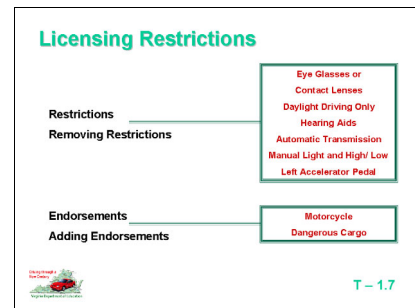 Licensing Restrictions
Eye Glasses or
Contact Lenses
Daylight Driving Only
Hearing Aids
Automatic Transmission
Manual Light and High/ Low
Left Accelerator Pedal
Restrictions
Removing Restrictions
Endorsements
Adding Endorsements
Motorcycle
Dangerous Cargo
Virginia Department of Education
T – 1.7